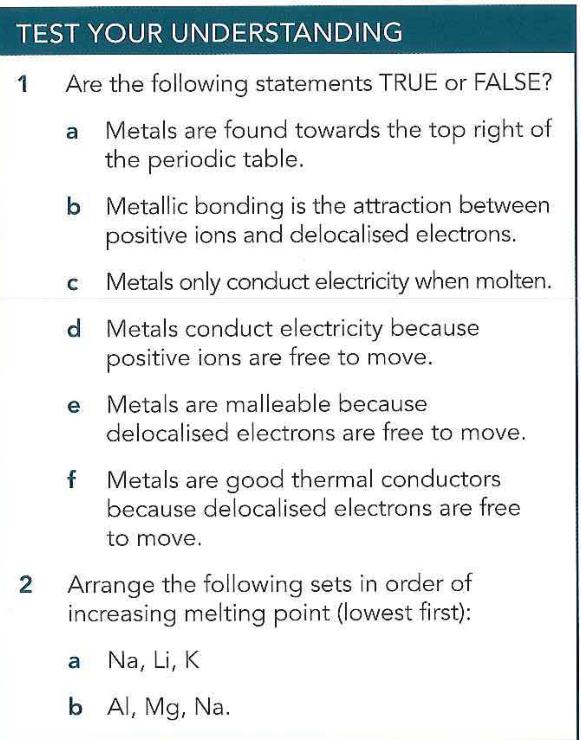 TEST YOUR UNDERSTANDING
1 Are the following statements TRUE or FALSE?
a Metals are found towards the top right of
the periodic table.
b Metallic bonding is the attraction between
positive ions and delocalised electrons.
c Metals only conduct electricity when molten.
d Metals conduct electricity because
positive ions are free to move.
e Metals are malleable because
delocalised electrons are free to move.
f Metals are good thermal conductors
because delocalised electrons are free
to move.
2 Arrange the following sets in order of
increasing melting point (lowest first):
a Na, Li, K
b Al, Mg, Na.